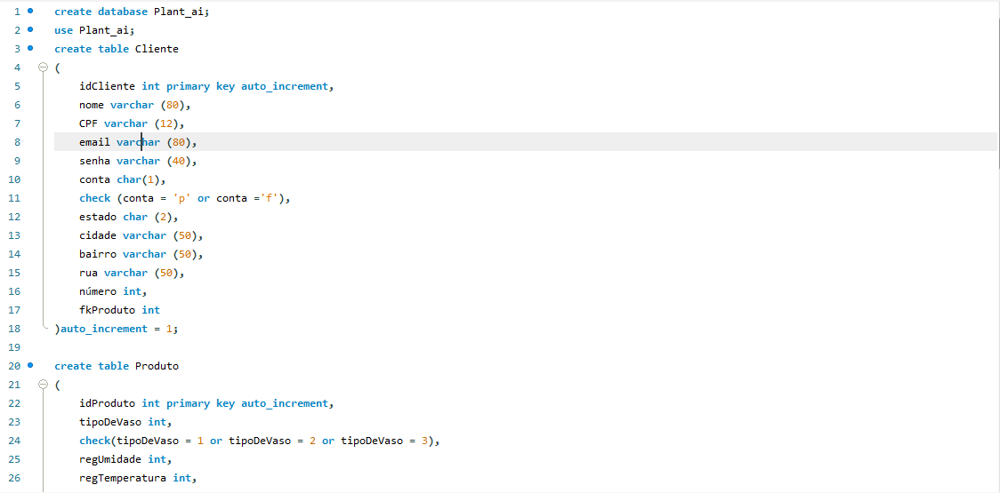 1 create database Plant_ai;
2 use Plant_ai;
3 create table Cliente
4 (
5 idCliente int primary key auto_increment,
6 nome varchar (80),
7 CPF varchar (12),
8 email varchar (80),
9 senha varchar (40),
10 conta char(1),
11 check (conta = 'p' or conta ='f'),
12 estado char (2),
13 cidade varchar (50),
14 bairro varchar (50),
15 rua varchar (50),
16 número int,
17 fkProduto int
18 )auto_increment = 1;
19
20 create table Produto
21 (
22 idProduto int primary key auto_increment,
23 tipoDeVaso int,
24 check(tipoDeVaso = 1 or tipoDeVaso = 2 or tipoDeVaso = 3),
25 regUmidade int,
26 regTemperatura int,